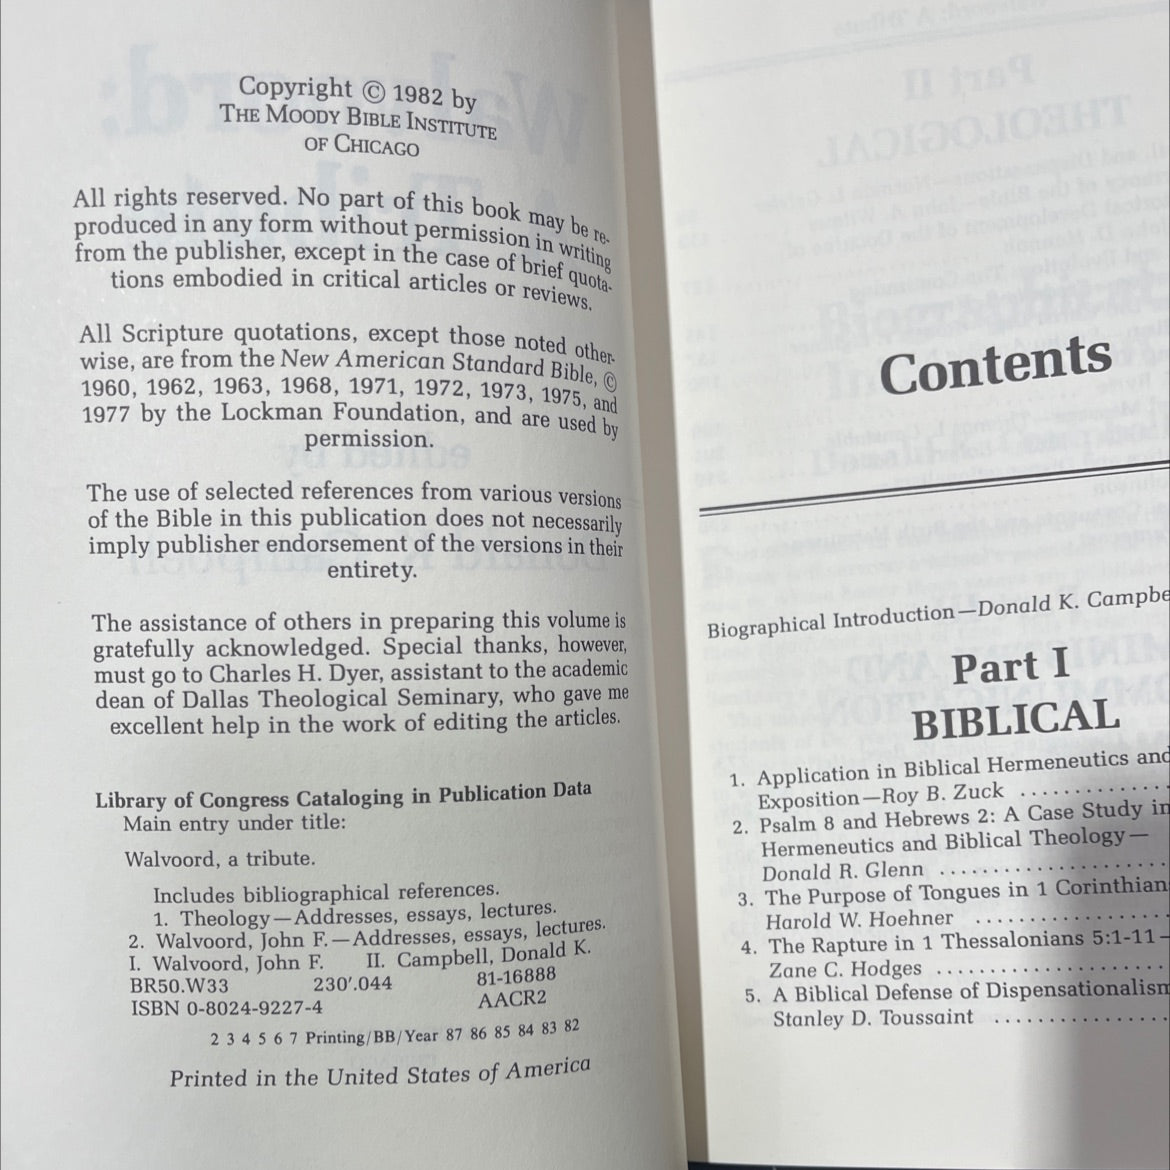 Copyright © 1982 by
THE MOODY BIBLE INSTITUTE
OF CHICAGO
All rights reserved. No part of this book may be re-
produced in any form without permission in writing
from the publisher, except in the case of brief quota-
tions embodied in critical articles or reviews.
All Scripture quotations, except those noted other-
wise, are from the New American Standard Bible, ©
1960, 1962, 1963, 1968, 1971, 1972, 1973, 1975, and
1977 by the Lockman Foundation, and are used by
permission.
The use of selected references from various versions
of the Bible in this publication does not necessarily
imply publisher endorsement of the versions in their
entirety.
The assistance of others in preparing this volume is
gratefully acknowledged. Special thanks, however,
must go to Charles H. Dyer, assistant to the academic
dean of Dallas Theological Seminary, who gave me
excellent help in the work of editing the articles.
Library of Congress Cataloging in Publication Data
Main entry under title:
Walvoord, a tribute.
Includes bibliographical references.
1. Theology—Addresses, essays, lectures.
2. Walvoord, John F.—Addresses, essays, lectures.
I. Walvoord, John F. II. Campbell, Donald K.
BR50.W33 230'.044 81-16888
ISBN 0-8024-9227-4 AACR2
2 3 4 5 6 7 Printing/BB/Year 87 86 85 84 83 82
Printed in the United States of America
Contents
Biographical Introduction—Donald K. Campbe
Part I
BIBLICAL
1. Application in Biblical Hermeneutics and
Exposition—Roy B. Zuck ............
2. Psalm 8 and Hebrews 2: A Case Study in
Hermeneutics and Biblical Theology—
Donald R. Glenn ....................
3. The Purpose of Tongues in 1 Corinthian
Harold W. Hoehner .................
4. The Rapture in 1 Thessalonians 5:1-11—
Zane C. Hodges ....................
5. A Biblical Defense of Dispensationalism
Stanley D. Toussaint ...............